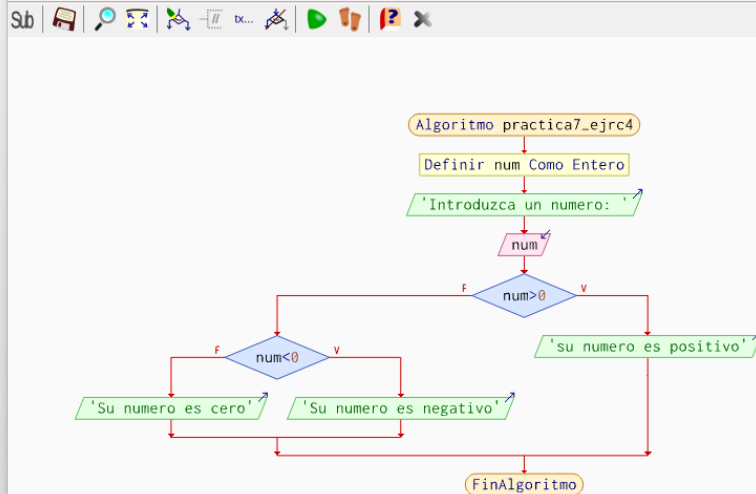 Sub // tx... ?
Algoritmo practica7_ejrc4
Definir num Como Entero
'Introduzca un numero: '
num
F num>0 V
'su numero es positivo'
F num<0 V
'Su numero es cero' 'Su numero es negativo'
FinAlgoritmo